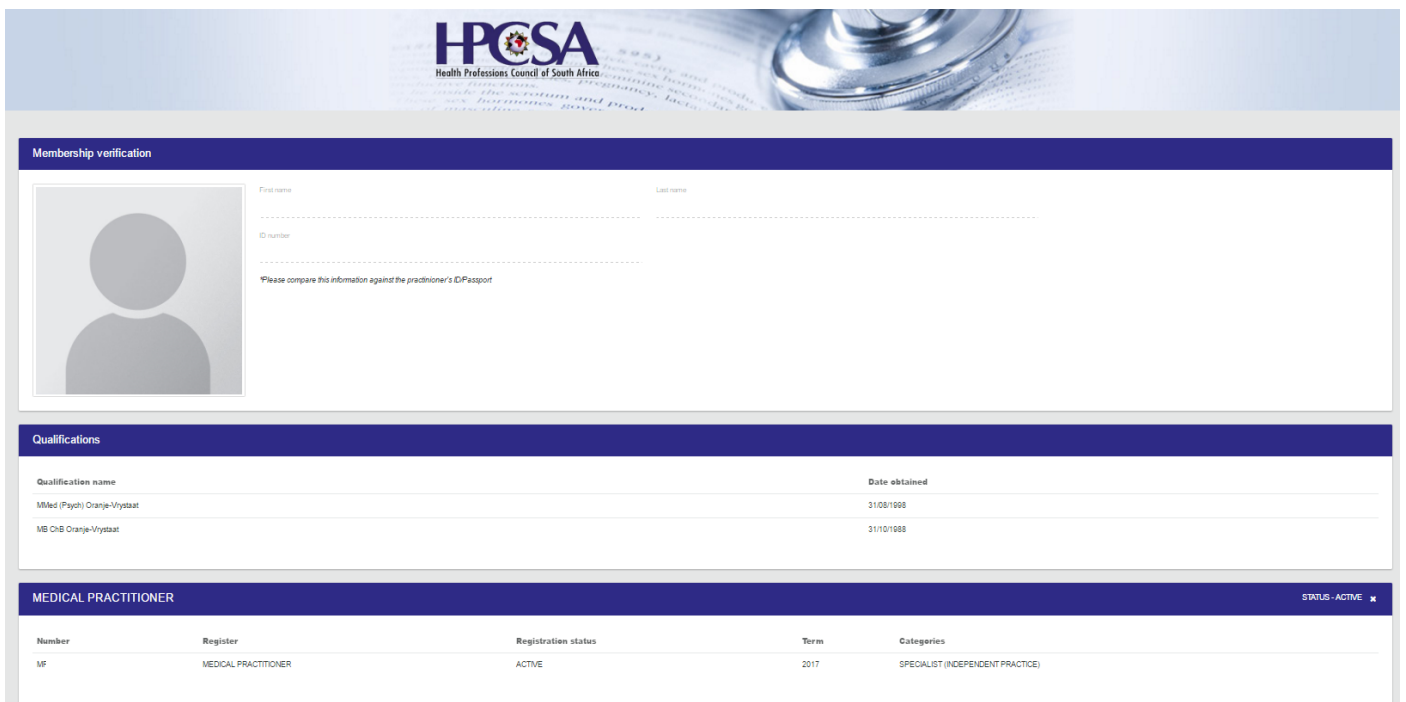 HPCSA
Health Professions Council of South Africa
Membership verification
First name
Last name
ID number
*Please compare this information against the practinioner's ID/Passport
Qualifications
Qualification name Date obtained
MMed (Psych) Oranje-Vrystaat 31/08/1998
MB ChB Oranje-Vrystaat 31/10/1988
MEDICAL PRACTITIONER STATUS - ACTIVE
Number Register Registration status Term Categories
MP MEDICAL PRACTITIONER ACTIVE 2017 SPECIALIST (INDEPENDENT PRACTICE)